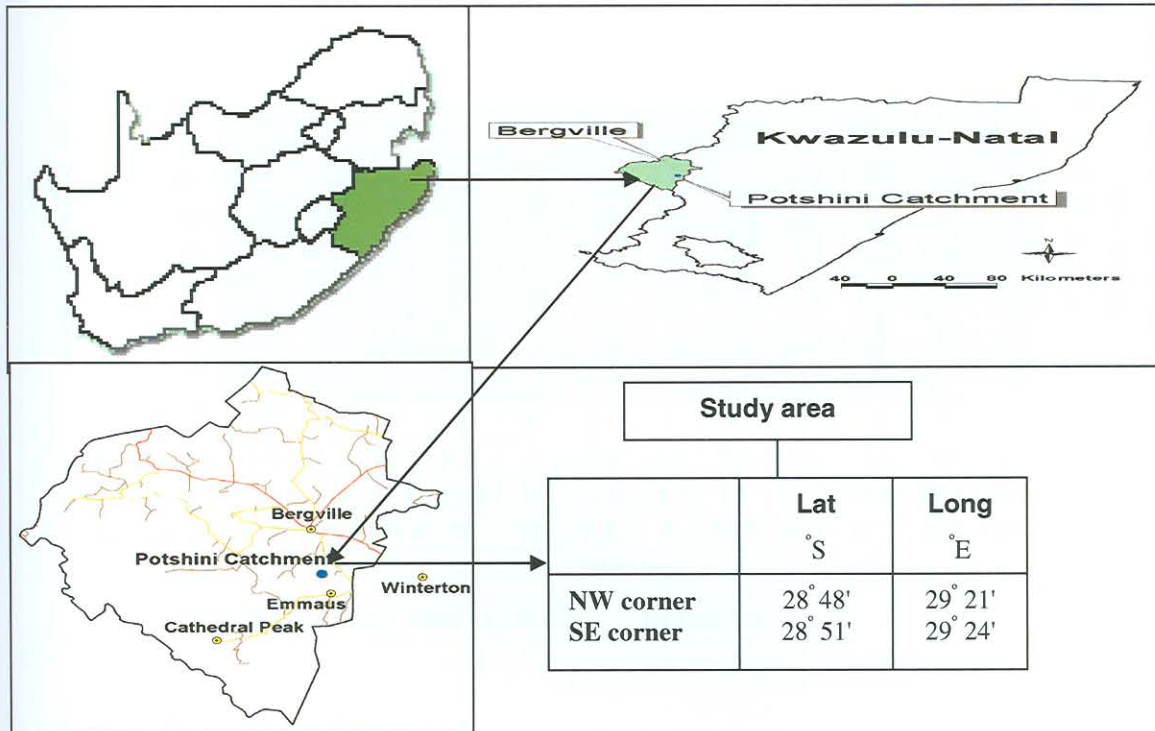 Bergville
Kwazulu-Natal
Potshini Catchment
N
40 0 40 80 Kilometers
Bergville
Potshini Catchment
Emmaus
Winterton
Cathedral Peak
Study area
Lat Long
°S °E
NW corner 28° 48' 29° 21'
SE corner 28° 51' 29° 24'